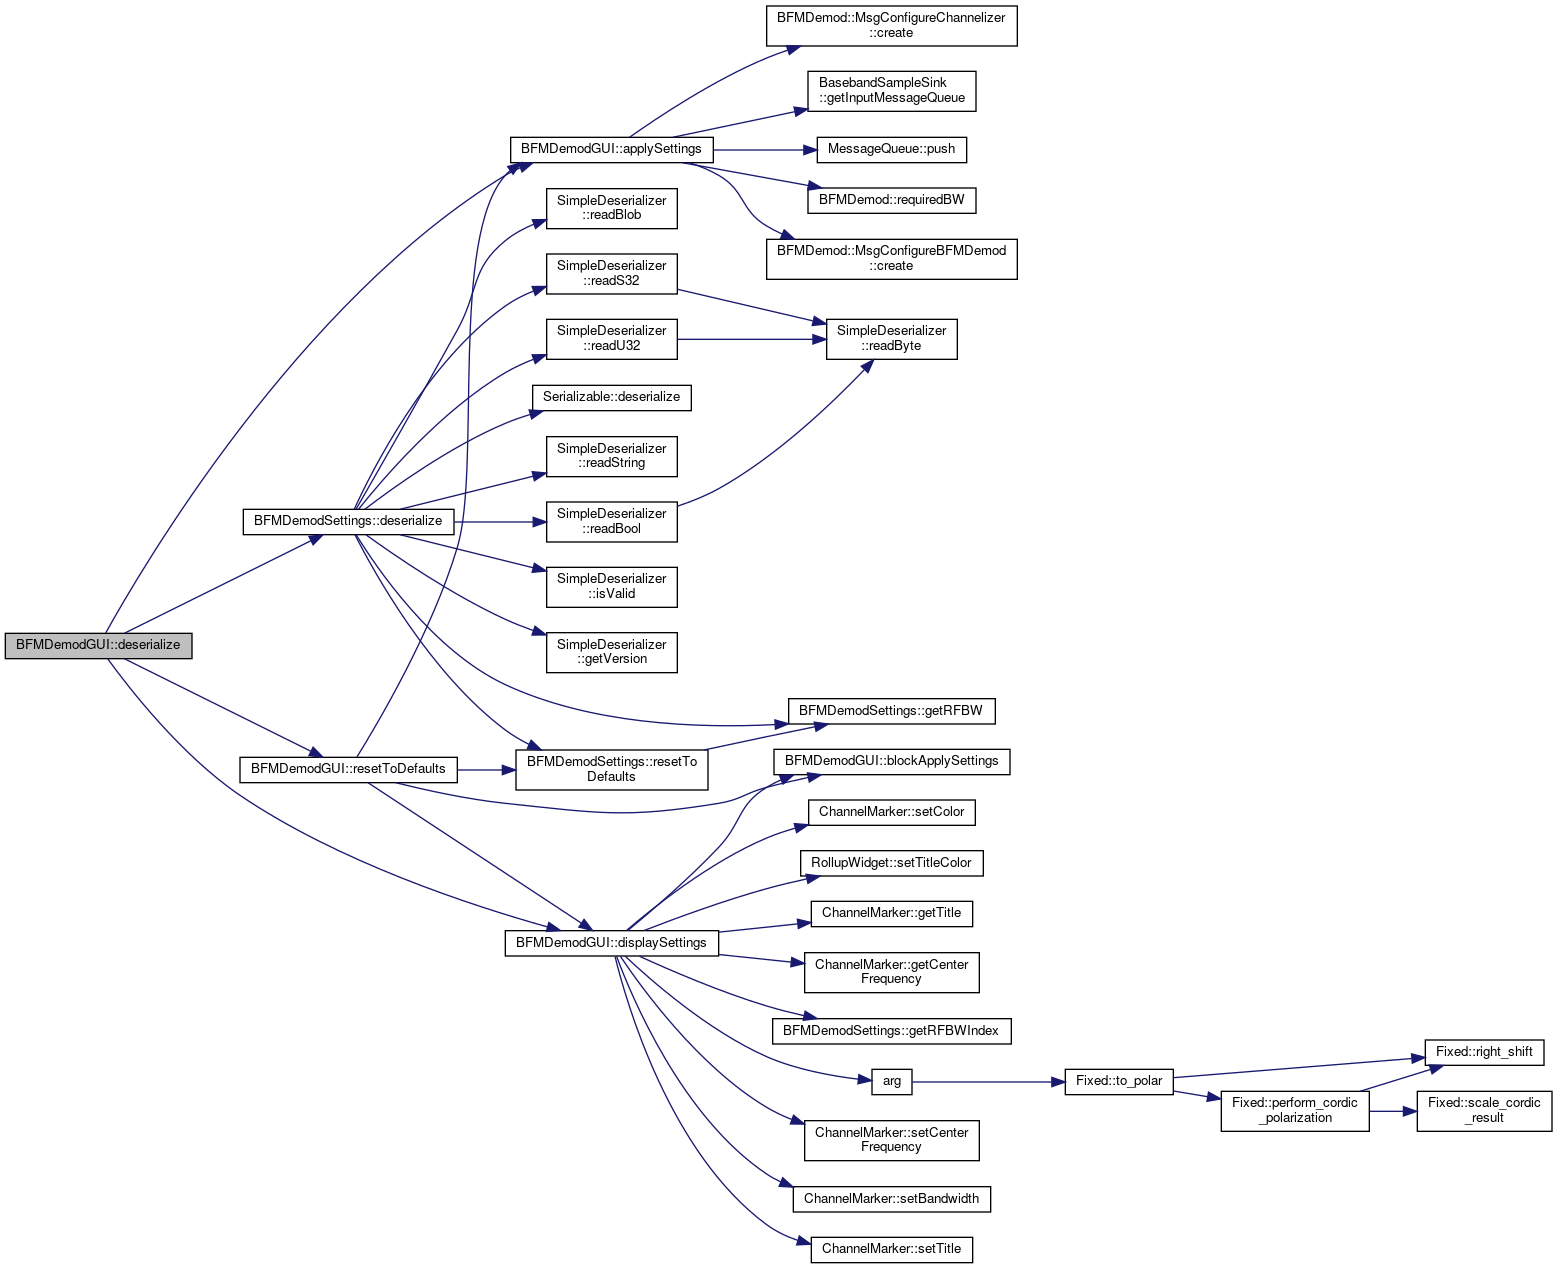 BFMDemod::MsgConfigureChannelizer
::create
BasebandSampleSink
::getInputMessageQueue
BFMDemodGUI::applySettings
MessageQueue::push
SimpleDeserializer
::readBlob
BFMDemod::requiredBW
BFMDemod::MsgConfigureBFMDemod
::create
SimpleDeserializer
::readS32
SimpleDeserializer
::readU32
SimpleDeserializer
::readByte
Serializable::deserialize
SimpleDeserializer
::readString
BFMDemodSettings::deserialize
SimpleDeserializer
::readBool
SimpleDeserializer
::isValid
BFMDemodGUI::deserialize
SimpleDeserializer
::getVersion
BFMDemodSettings::getRFBW
BFMDemodGUI::resetToDefaults
BFMDemodSettings::resetTo
Defaults
BFMDemodGUI::blockApplySettings
ChannelMarker::setColor
RollupWidget::setTitleColor
ChannelMarker::getTitle
BFMDemodGUI::displaySettings
ChannelMarker::getCenter
Frequency
BFMDemodSettings::getRFBWIndex
arg
Fixed::to_polar
Fixed::right_shift
Fixed::perform_cordic
_polarization
Fixed::scale_cordic
_result
ChannelMarker::setCenter
Frequency
ChannelMarker::setBandwidth
ChannelMarker::setTitle